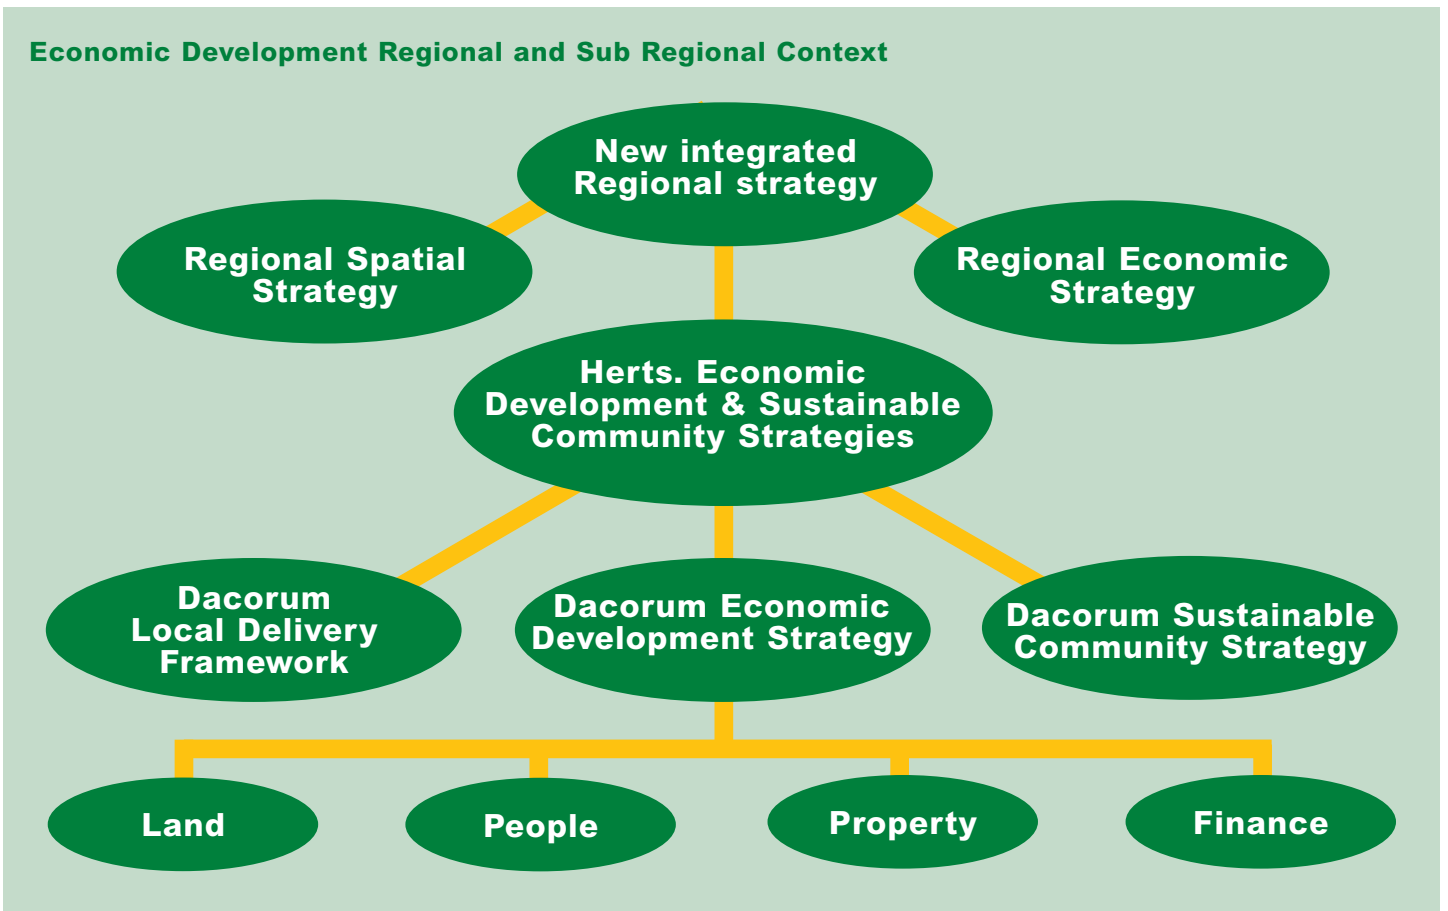 Economic Development Regional and Sub Regional Context
New integrated
Regional strategy
Regional Spatial
Strategy
Regional Economic
Strategy
Herts. Economic
Development & Sustainable
Community Strategies
Dacorum
Local Delivery
Framework
Dacorum Economic
Development Strategy
Dacorum Sustainable
Community Strategy
Land
People
Property
Finance